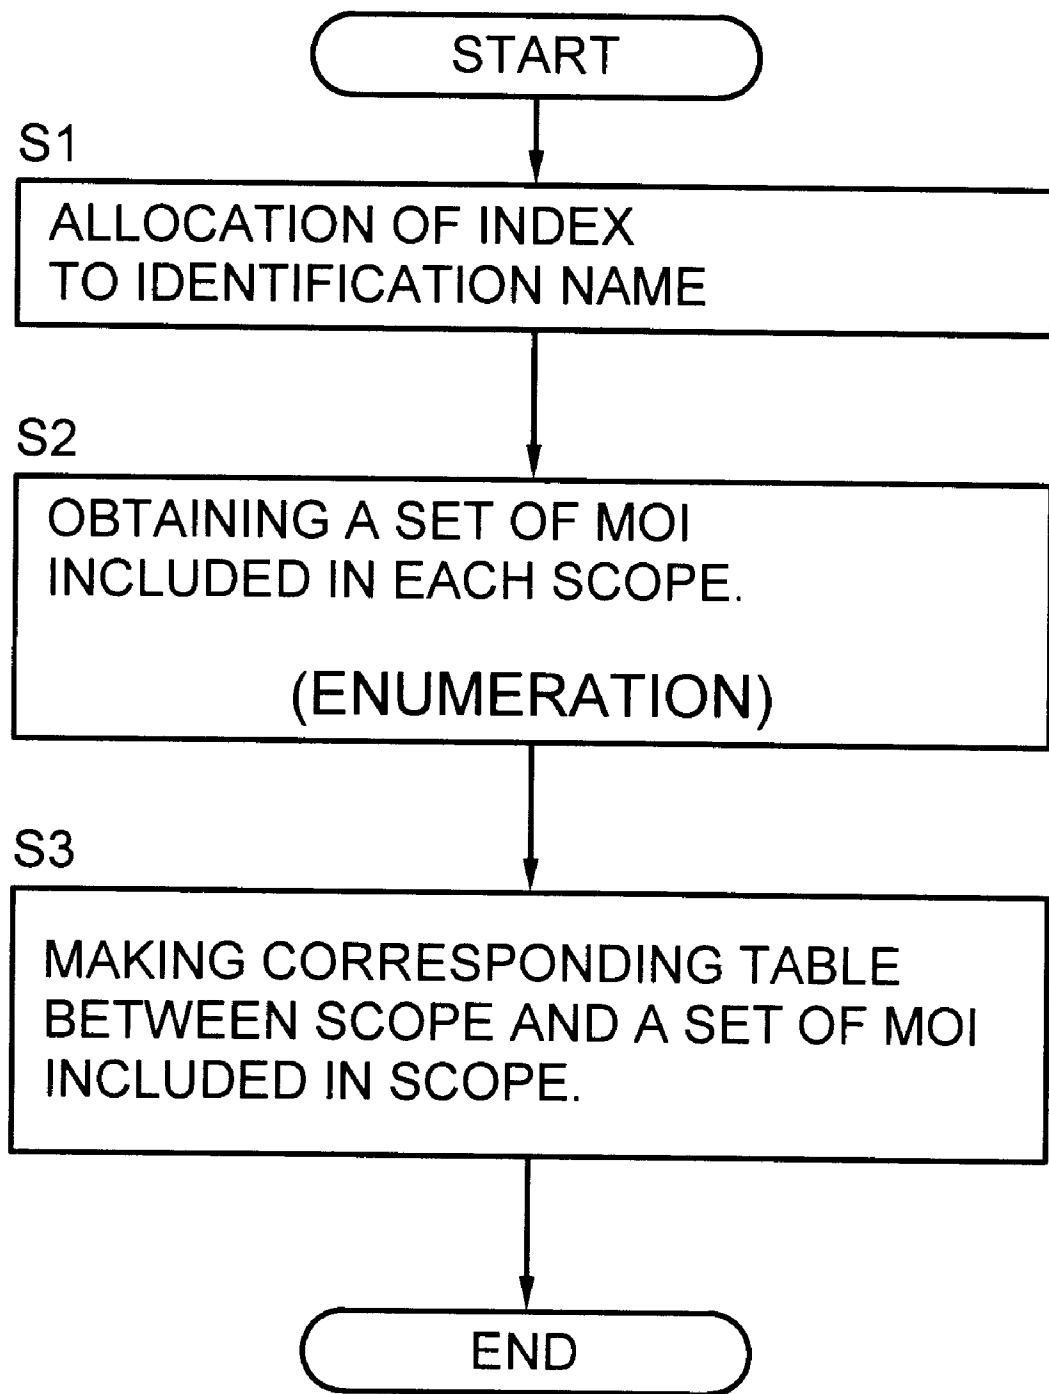 START
S1
ALLOCATION OF INDEX
TO IDENTIFICATION NAME
S2
OBTAINING A SET OF MOI
INCLUDED IN EACH SCOPE.
(ENUMERATION)
S3
MAKING CORRESPONDING TABLE
BETWEEN SCOPE AND A SET OF MOI
INCLUDED IN SCOPE.
END